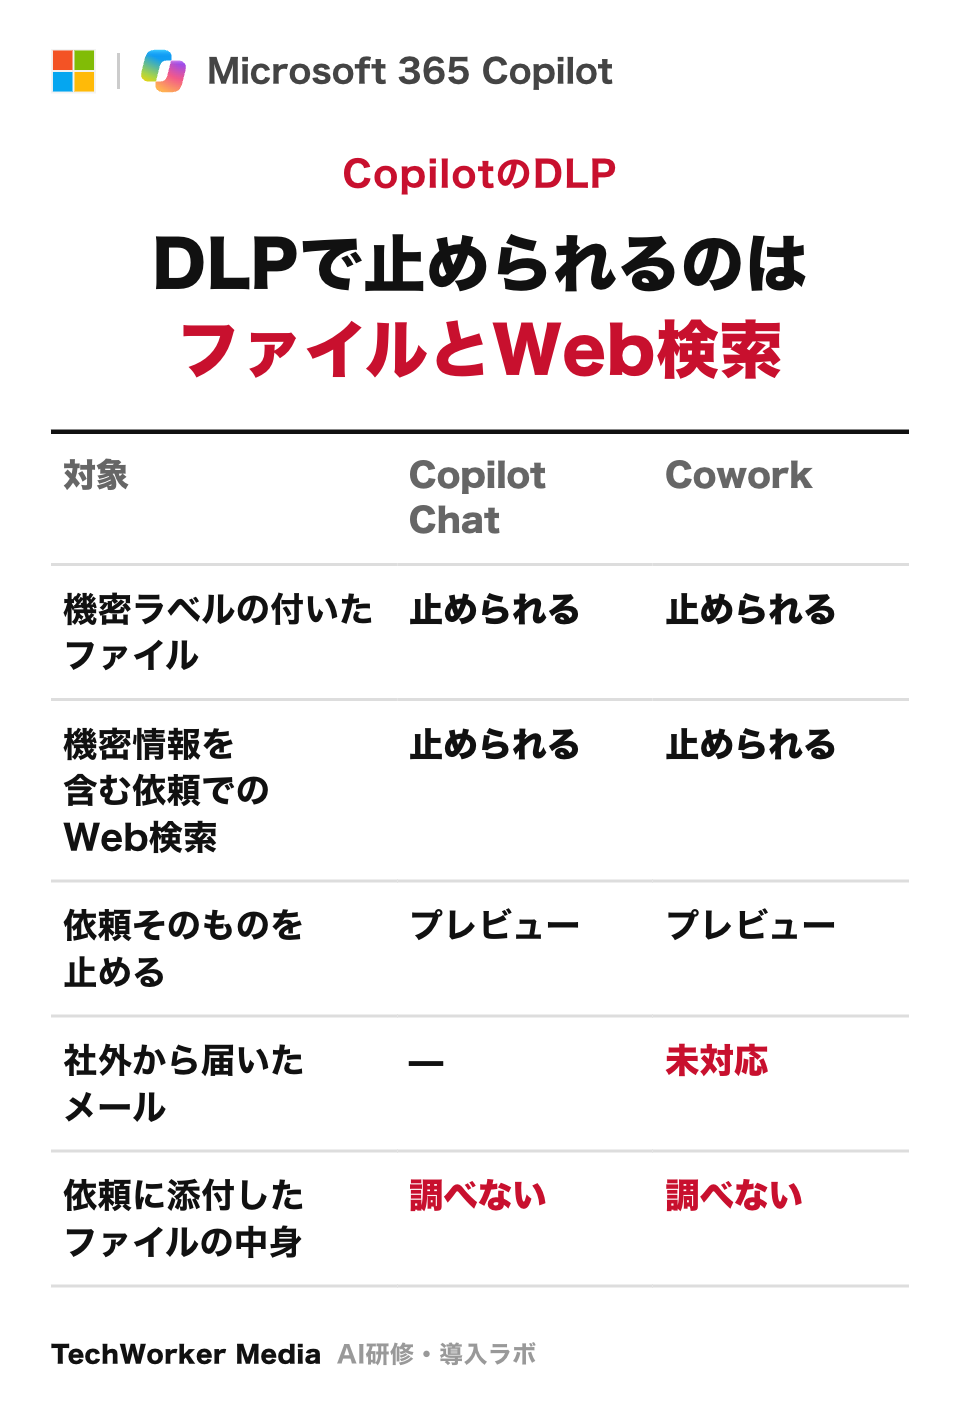 Microsoft 365 Copilot
CopilotのDLP
DLPで止められるのは
ファイルとWeb検索
対象 Copilot Chat Cowork
機密ラベルの付いた 止められる 止められる
ファイル
機密情報を 止められる 止められる
含む依頼での
Web検索
依頼そのものを プレビュー プレビュー
止める
社外から届いた — 未対応
メール
依頼に添付した 調べない 調べない
ファイルの中身
TechWorker Media AI研修・導入ラボ